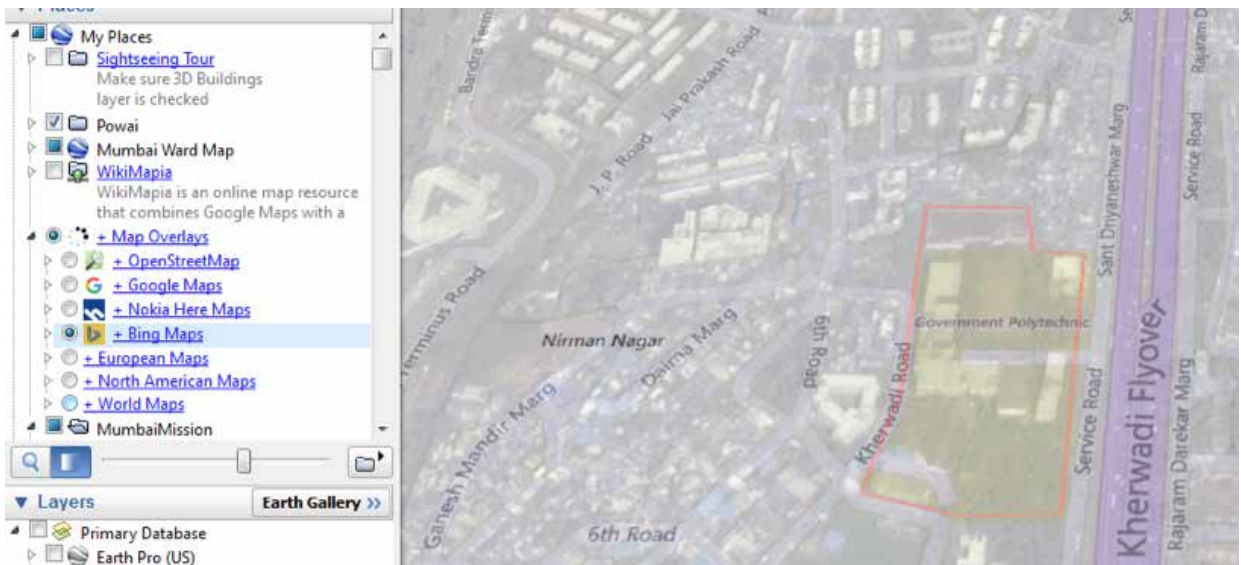 Places
My Places
Sightseeing Tour
Make sure 3D Buildings
layer is checked
Powai
Mumbai Ward Map
WikiMapia
WikiMapia is an online map resource
that combines Google Maps with a
+ Map Overlays
+ OpenStreetMap
+ Google Maps
+ Nokia Here Maps
+ Bing Maps
+ European Maps
+ North American Maps
+ World Maps
MumbaiMission
Layers
Earth Gallery >>
Primary Database
Earth Pro (US)
Bandra Termin
J. P. Road
Jai Prakash Road
Terminus Road
Nirman Nagar
Daima Marg
6th Road
Ganesh Mandir Marg
6th Road
Kherwadi Road
Government Polytechnic
Sant Dnyaneshwar Marg
Service Road
Kherwadi Flyover
Rajaram D
Service Road
Rajaram Darekar Marg